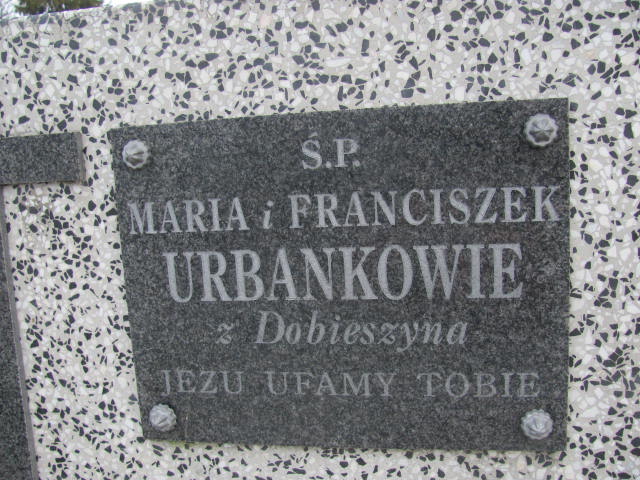 Ś.P.
MARIA i FRANCISZEK
URBANKOWIE
z Dobieszyna
JEZU UFAMY TOBIE